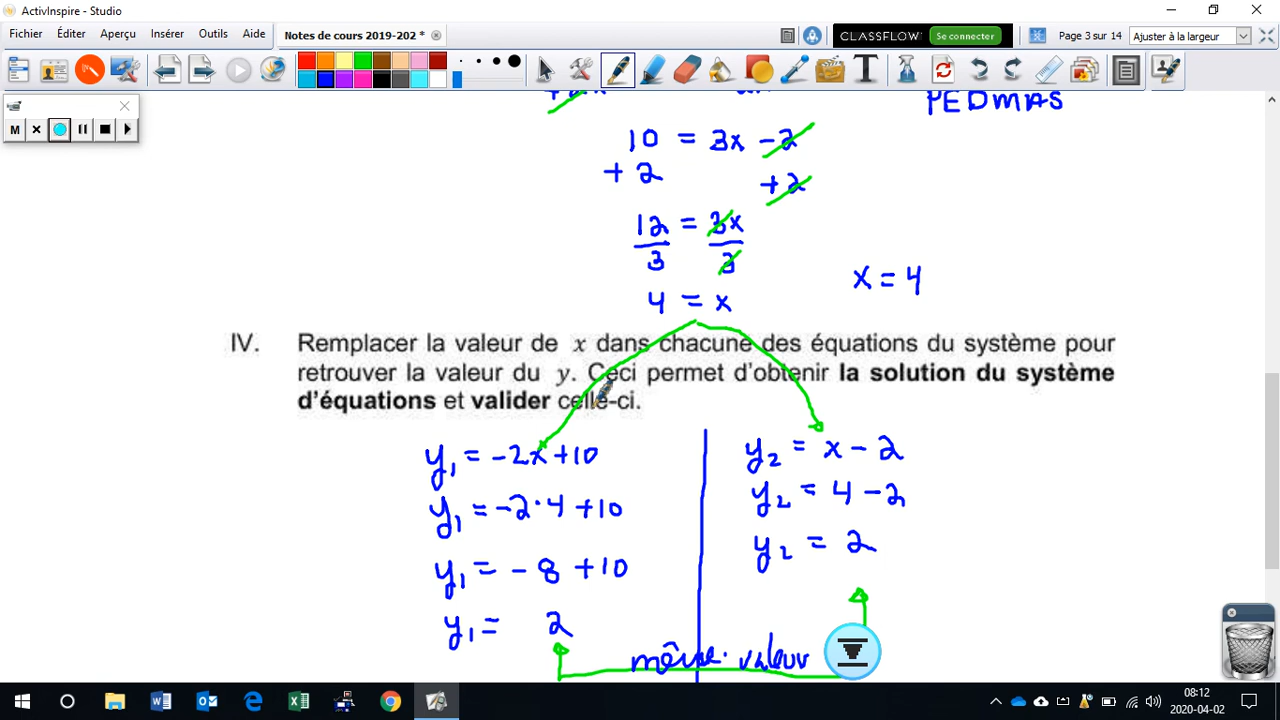 ActivInspire - Studio
Fichier Éditer Aperçu Insérer Outils Aide
Notes de cours 2019-202 *
CLASSFLOW Se connecter
Page 3 sur 14
Ajuster à la largeur
M
PEDMAS
10 = 3x - 2
+ 2 + 2
12 = 3x
3 3
4 = x
x = 4
IV. Remplacer la valeur de x dans chacune des équations du système pour
retrouver la valeur du y. Ceci permet d'obtenir la solution du système
d'équations et valider celle-ci.
y₁ = -2x + 10 y₂ = x - 2
y₁ = -2·4 + 10 y₂ = 4 - 2
y₁ = - 8 + 10 y₂ = 2
y₁ = 2
même valeur
08:12
2020-04-02